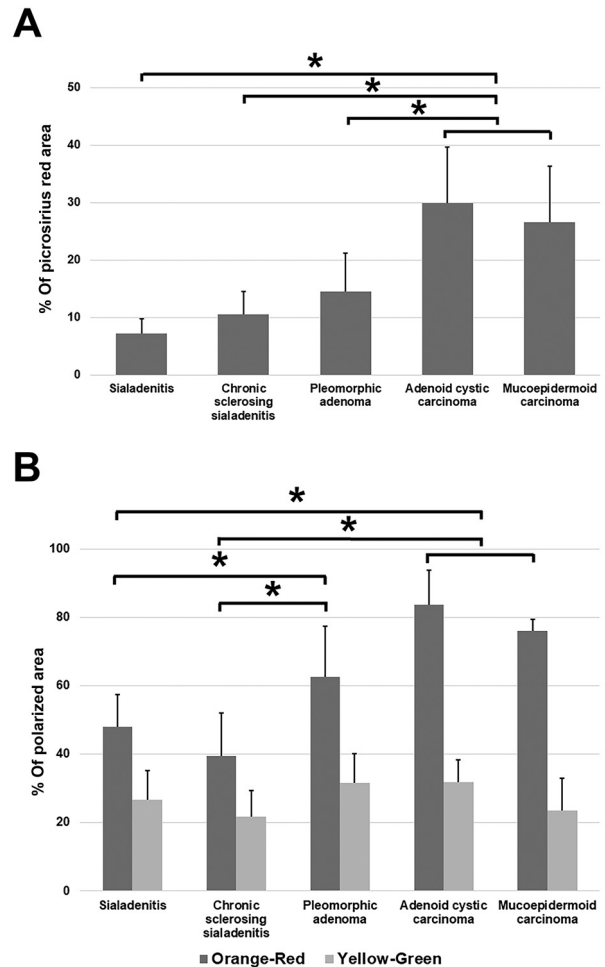 A
*
*
*
50
40
30
20
10
0
% Of picrosirius red area
Sialadenitis
Chronic
sclerosing
sialadenitis
Pleomorphic
adenoma
Adenoid cystic
carcinoma
Mucoepidermoid
carcinoma
B
*
*
*
*
100
80
60
40
20
0
% Of polarized area
Sialadenitis
Chronic
sclerosing
sialadenitis
Pleomorphic
adenoma
Adenoid cystic
carcinoma
Mucoepidermoid
carcinoma
Orange-Red Yellow-Green